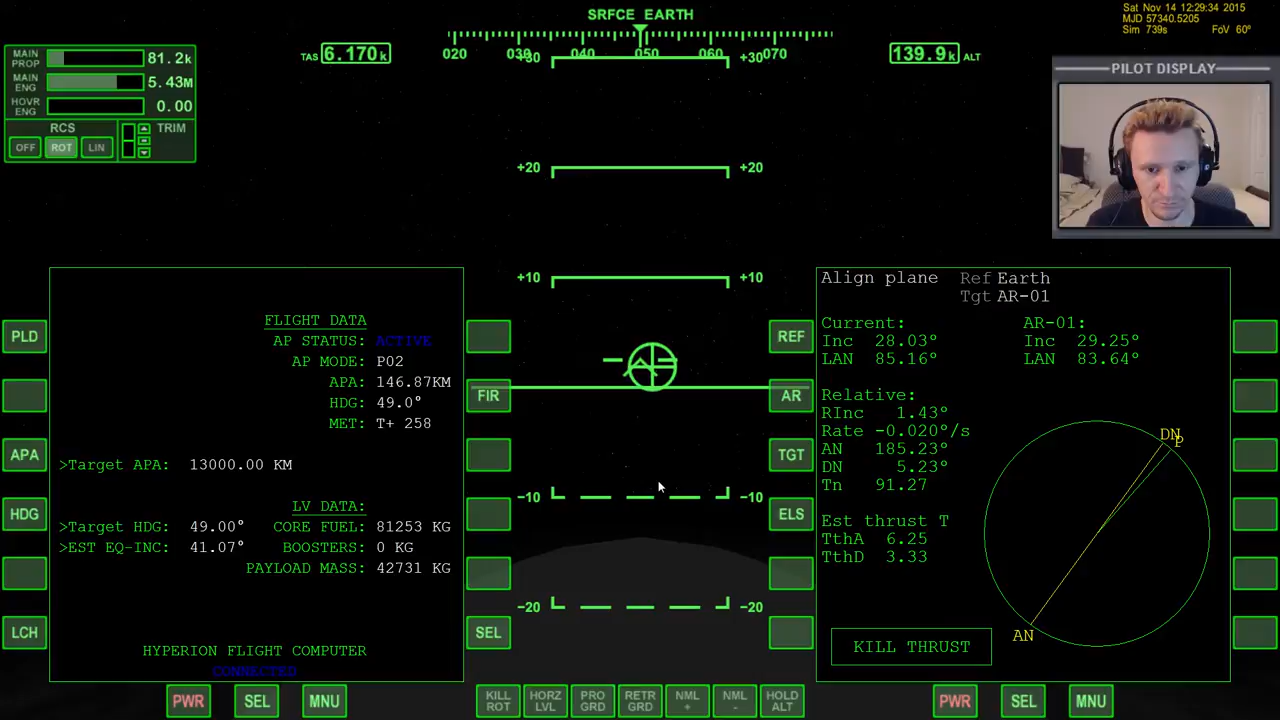 SRFCE EARTH
Sat Nov 14 12:29:34 2015
MJD 57340.5205
Sim 739s FoV 60°
MAIN PROP 81.2k
MAIN ENG 5.43M
HOVR ENG 0.00
RCS TRIM
OFF ROT LIN
TAS 6.170k
020 030 040 050 060 070
139.9k ALT
PILOT DISPLAY
+30 +30
+20 +20
+10 +10
-10 -10
-20 -20
PLD
APA
HDG
LCH
FLIGHT DATA
AP STATUS: ACTIVE
AP MODE: P02
APA: 146.87KM
HDG: 49.0°
MET: T+ 258
>Target APA: 13000.00 KM
LV DATA:
>Target HDG: 49.00° CORE FUEL: 81253 KG
>EST EQ-INC: 41.07° BOOSTERS: 0 KG
PAYLOAD MASS: 42731 KG
HYPERION FLIGHT COMPUTER
CONNECTED
FIR
SEL
PWR SEL MNU
KILL ROT
HORZ LVL
PRO GRD
RETR GRD
NML +
NML -
HOLD ALT
REF
AR
TGT
ELS
Align plane Ref Earth
Tgt AR-01
Current: AR-01:
Inc 28.03° Inc 29.25°
LAN 85.16° LAN 83.64°
Relative:
RInc 1.43°
Rate -0.020°/s
AN 185.23°
DN 5.23°
Tn 91.27
Est thrust T
TthA 6.25
TthD 3.33
DN
P
AN
KILL THRUST
PWR SEL MNU